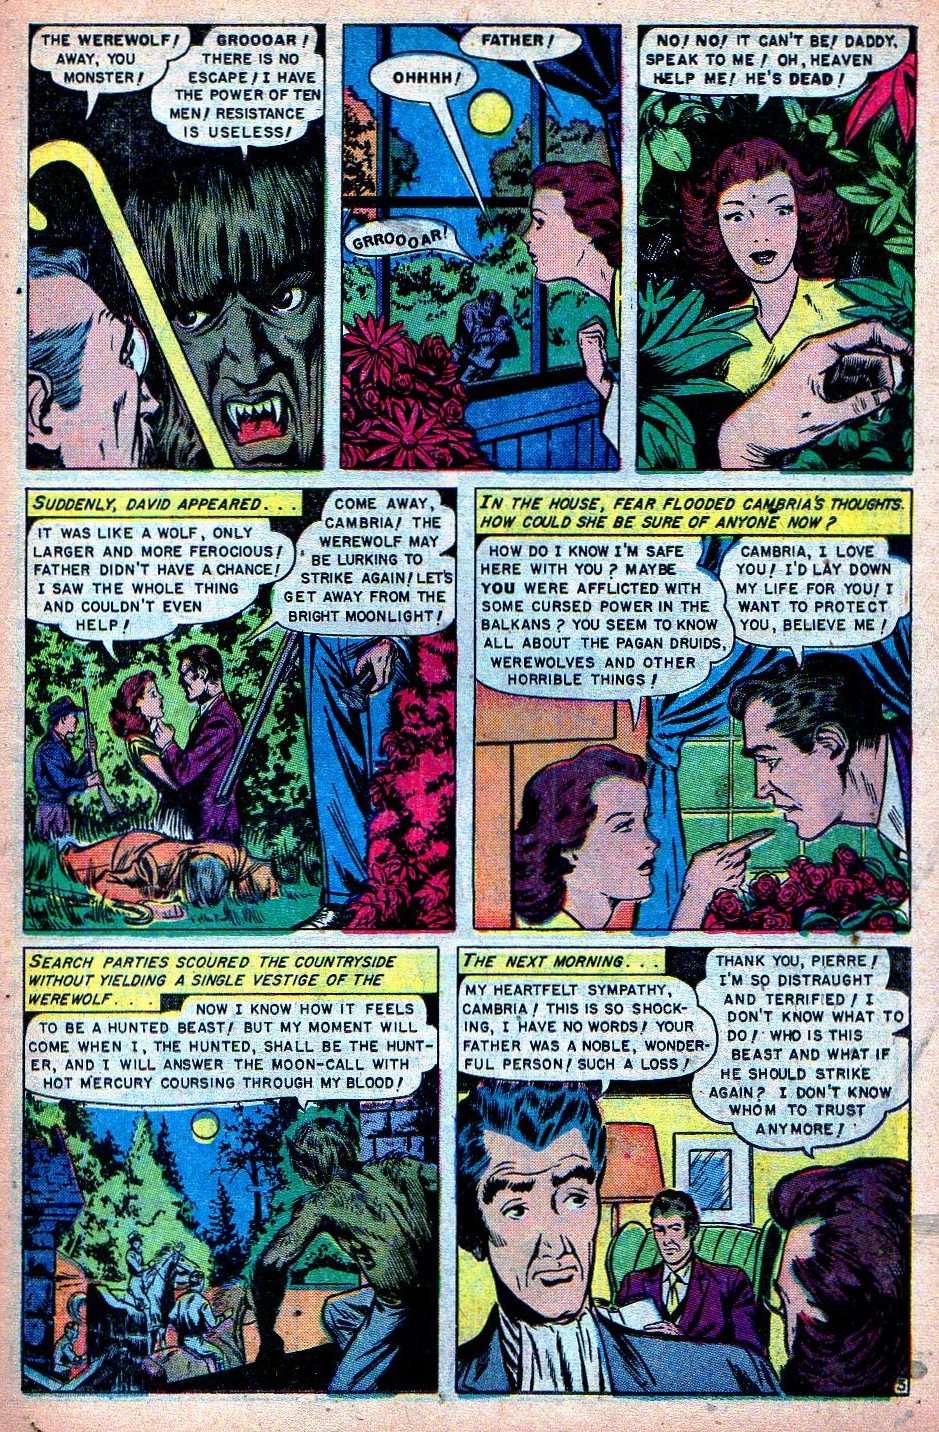 THE WEREWOLF!
AWAY, YOU
MONSTER!
GROOOAR!
THERE IS NO
ESCAPE! I HAVE
THE POWER OF TEN
MEN! RESISTANCE
IS USELESS!
FATHER!
OHHHH!
GRROOOAR!
NO! NO! IT CAN'T BE! DADDY,
SPEAK TO ME! OH, HEAVEN
HELP ME! HE'S DEAD!
SUDDENLY, DAVID APPEARED. . .
IT WAS LIKE A WOLF, ONLY
LARGER AND MORE FEROCIOUS!
FATHER DIDN'T HAVE A CHANCE!
I SAW THE WHOLE THING
AND COULDN'T EVEN
HELP!
COME AWAY,
CAMBRIA! THE
WEREWOLF MAY
BE LURKING TO
STRIKE AGAIN! LET'S
GET AWAY FROM THE
BRIGHT MOONLIGHT!
IN THE HOUSE, FEAR FLOODED CAMBRIA'S THOUGHTS.
HOW COULD SHE BE SURE OF ANYONE NOW?
HOW DO I KNOW I'M SAFE
HERE WITH YOU? MAYBE
YOU WERE AFFLICTED WITH
SOME CURSED POWER IN THE
BALKANS? YOU SEEM TO KNOW
ALL ABOUT THE PAGAN DRUIDS,
WEREWOLVES AND OTHER
HORRIBLE THINGS!
CAMBRIA, I LOVE
YOU! I'D LAY DOWN
MY LIFE FOR YOU! I
WANT TO PROTECT
YOU, BELIEVE ME!
SEARCH PARTIES SCOURED THE COUNTRYSIDE
WITHOUT YIELDING A SINGLE VESTIGE OF THE
WEREWOLF. . .
NOW I KNOW HOW IT FEELS
TO BE A HUNTED BEAST! BUT MY MOMENT WILL
COME WHEN I, THE HUNTED, SHALL BE THE HUNT-
ER, AND I WILL ANSWER THE MOON-CALL WITH
HOT MERCURY COURSING THROUGH MY BLOOD!
THE NEXT MORNING. . .
MY HEARTFELT SYMPATHY,
CAMBRIA! THIS IS SO SHOCK-
ING, I HAVE NO WORDS! YOUR
FATHER WAS A NOBLE, WONDER-
FUL PERSON! SUCH A LOSS!
THANK YOU, PIERRE!
I'M SO DISTRAUGHT
AND TERRIFIED! I
DON'T KNOW WHAT TO
DO! WHO IS THIS
BEAST AND WHAT IF
HE SHOULD STRIKE
AGAIN? I DON'T KNOW
WHOM TO TRUST
ANYMORE!
3